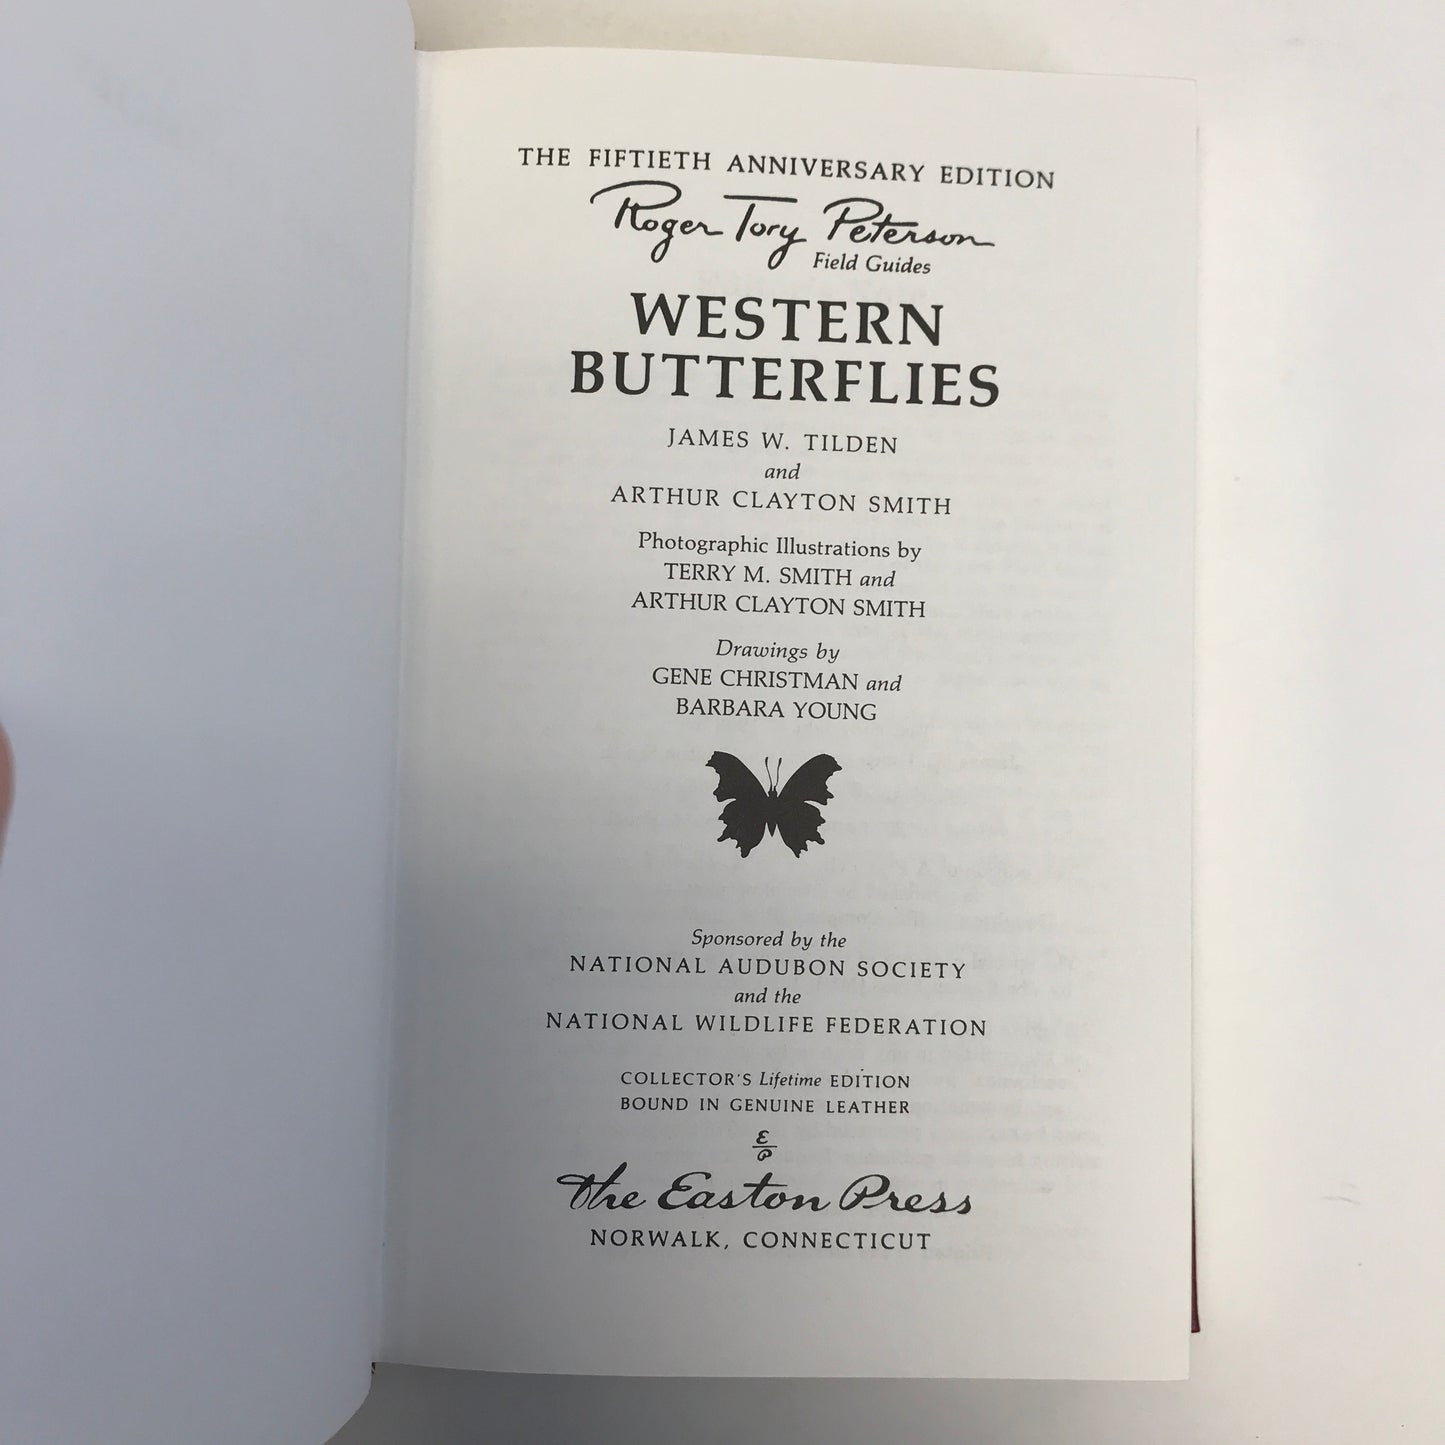 THE FIFTIETH ANNIVERSARY EDITION
Roger Tory Peterson
Field Guides
WESTERN
BUTTERFLIES
JAMES W. TILDEN
and
ARTHUR CLAYTON SMITH
Photographic Illustrations by
TERRY M. SMITH and
ARTHUR CLAYTON SMITH
Drawings by
GENE CHRISTMAN and
BARBARA YOUNG
Sponsored by the
NATIONAL AUDUBON SOCIETY
and the
NATIONAL WILDLIFE FEDERATION
COLLECTOR'S Lifetime EDITION
BOUND IN GENUINE LEATHER
E
P
The Easton Press
NORWALK, CONNECTICUT